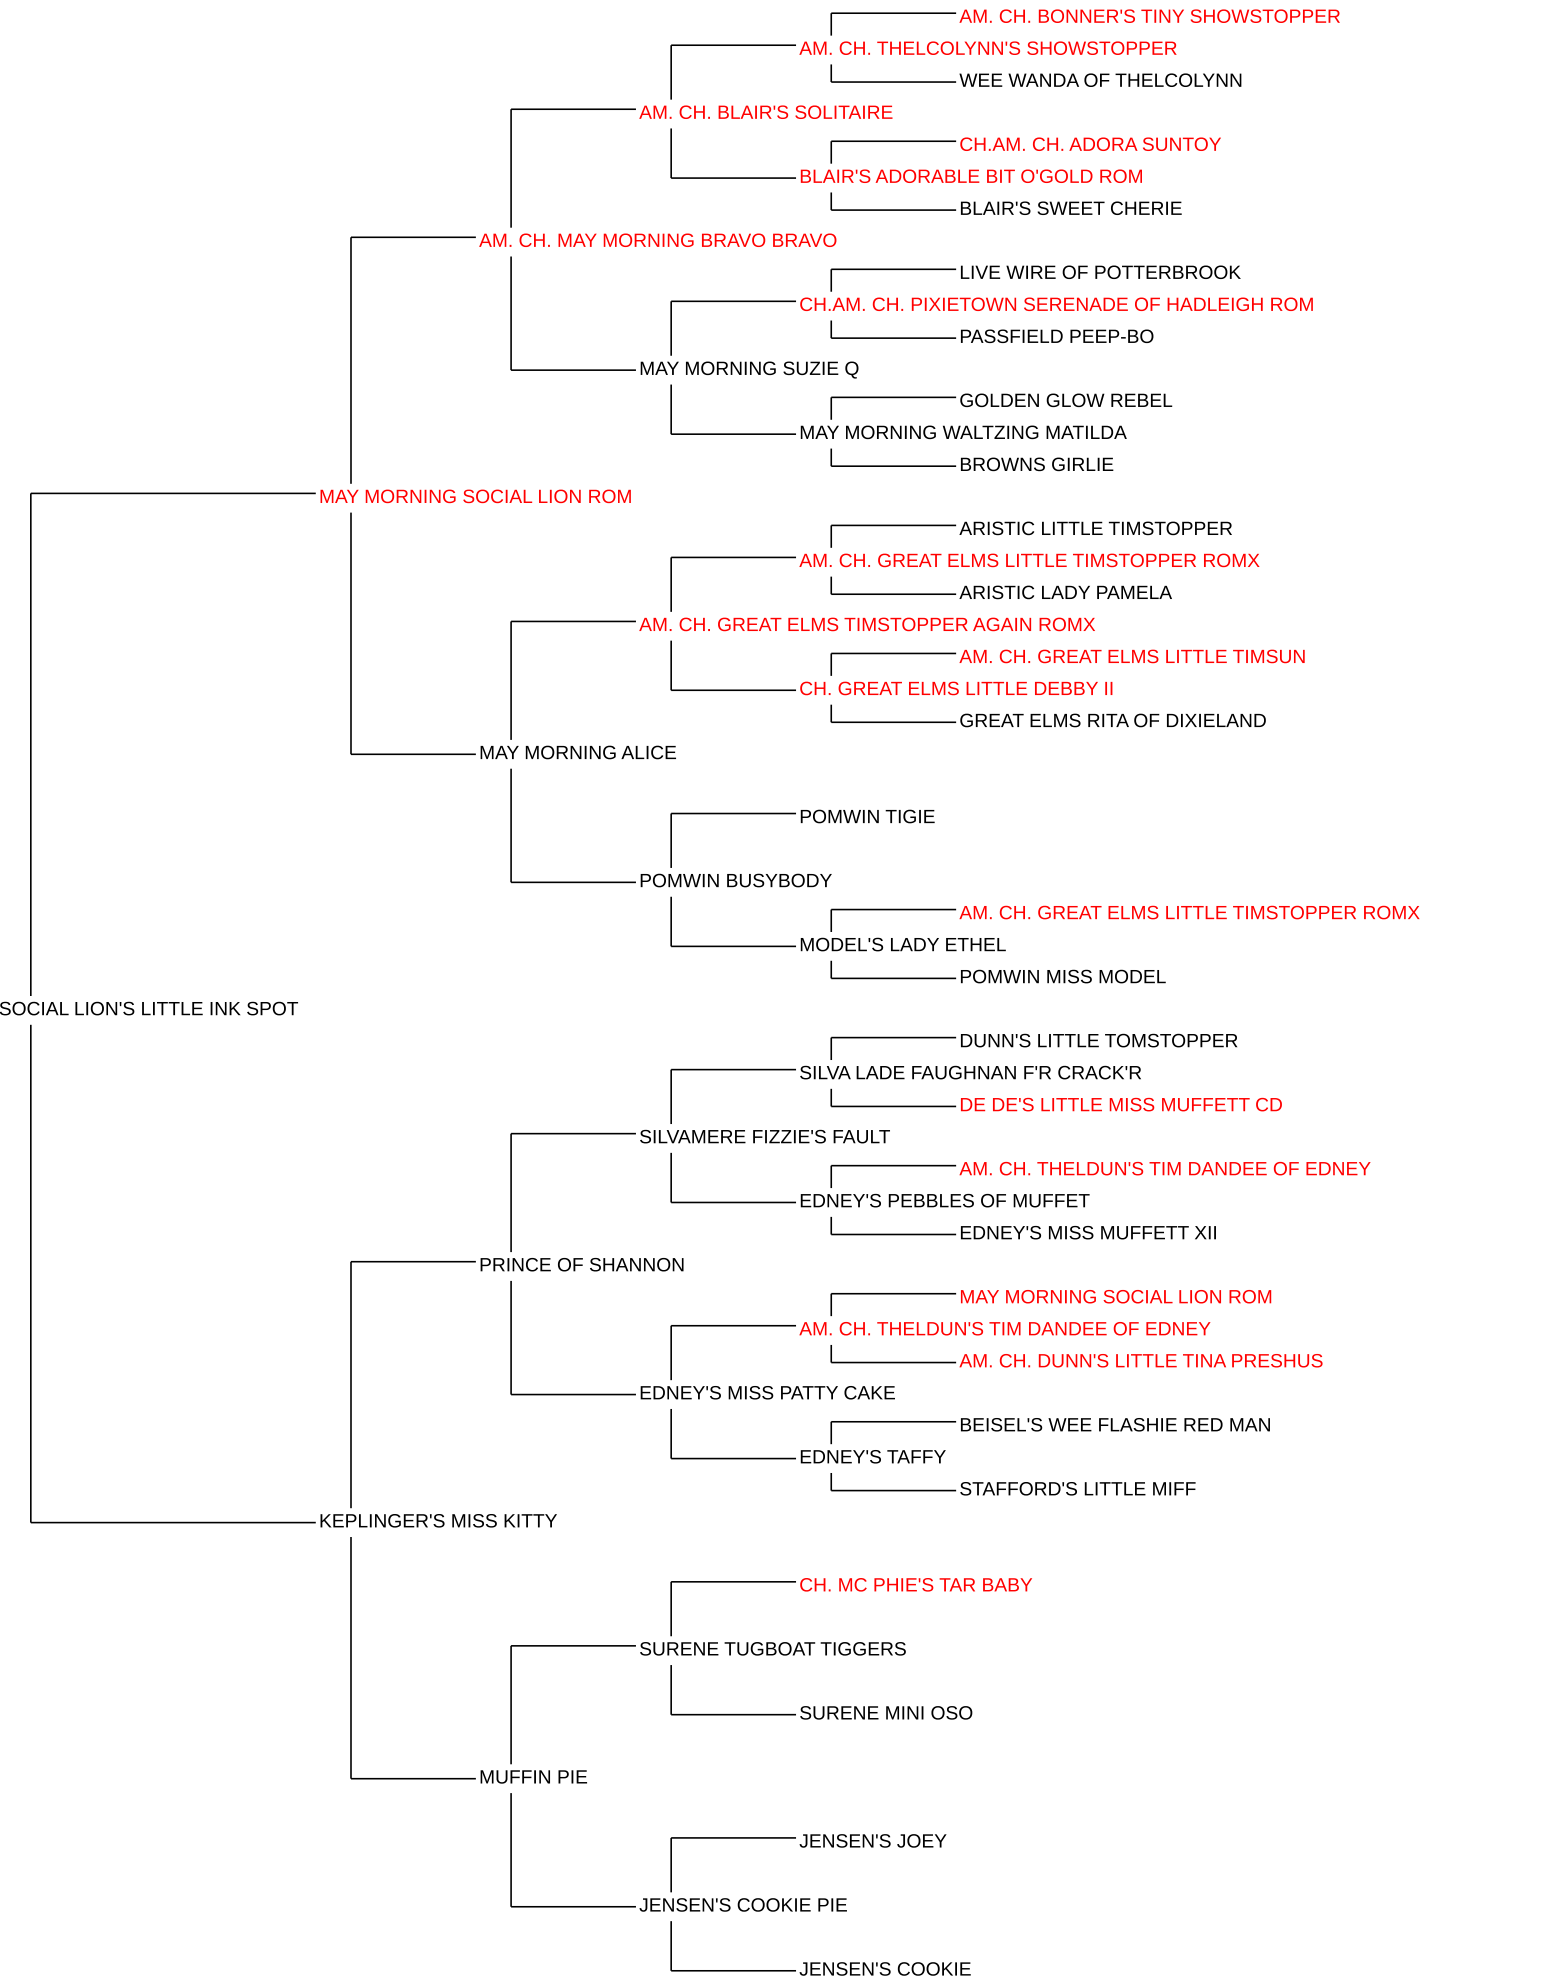 AM. CH. BONNER'S TINY SHOWSTOPPER
AM. CH. THELCOLYNN'S SHOWSTOPPER
WEE WANDA OF THELCOLYNN
AM. CH. BLAIR'S SOLITAIRE
CH.AM. CH. ADORA SUNTOY
BLAIR'S ADORABLE BIT O'GOLD ROM
BLAIR'S SWEET CHERIE
AM. CH. MAY MORNING BRAVO BRAVO
LIVE WIRE OF POTTERBROOK
CH.AM. CH. PIXIETOWN SERENADE OF HADLEIGH ROM
PASSFIELD PEEP-BO
MAY MORNING SUZIE Q
GOLDEN GLOW REBEL
MAY MORNING WALTZING MATILDA
BROWNS GIRLIE
MAY MORNING SOCIAL LION ROM
ARISTIC LITTLE TIMSTOPPER
AM. CH. GREAT ELMS LITTLE TIMSTOPPER ROMX
ARISTIC LADY PAMELA
AM. CH. GREAT ELMS TIMSTOPPER AGAIN ROMX
AM. CH. GREAT ELMS LITTLE TIMSUN
CH. GREAT ELMS LITTLE DEBBY II
GREAT ELMS RITA OF DIXIELAND
MAY MORNING ALICE
POMWIN TIGIE
POMWIN BUSYBODY
AM. CH. GREAT ELMS LITTLE TIMSTOPPER ROMX
MODEL'S LADY ETHEL
POMWIN MISS MODEL
SOCIAL LION'S LITTLE INK SPOT
DUNN'S LITTLE TOMSTOPPER
SILVA LADE FAUGHNAN F'R CRACK'R
DE DE'S LITTLE MISS MUFFETT CD
SILVAMERE FIZZIE'S FAULT
AM. CH. THELDUN'S TIM DANDEE OF EDNEY
EDNEY'S PEBBLES OF MUFFET
EDNEY'S MISS MUFFETT XII
PRINCE OF SHANNON
MAY MORNING SOCIAL LION ROM
AM. CH. THELDUN'S TIM DANDEE OF EDNEY
AM. CH. DUNN'S LITTLE TINA PRESHUS
EDNEY'S MISS PATTY CAKE
BEISEL'S WEE FLASHIE RED MAN
EDNEY'S TAFFY
STAFFORD'S LITTLE MIFF
KEPLINGER'S MISS KITTY
CH. MC PHIE'S TAR BABY
SURENE TUGBOAT TIGGERS
SURENE MINI OSO
MUFFIN PIE
JENSEN'S JOEY
JENSEN'S COOKIE PIE
JENSEN'S COOKIE